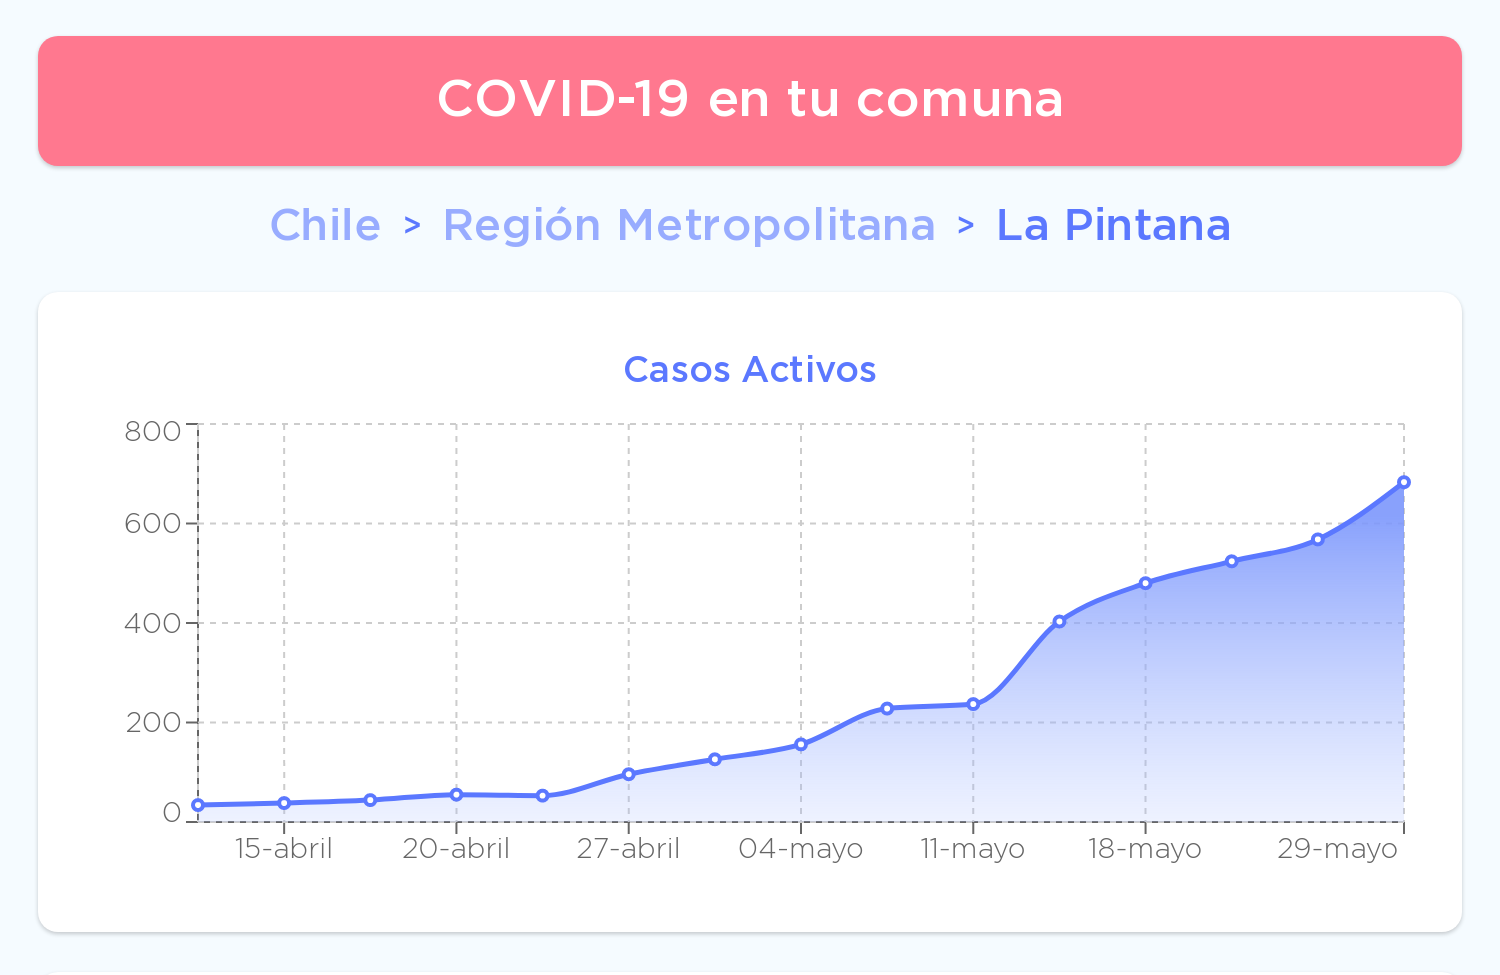 COVID-19 en tu comuna
Chile > Región Metropolitana > La Pintana
Casos Activos
800
600
400
200
0
15-abril 20-abril 27-abril 04-mayo 11-mayo 18-mayo 29-mayo